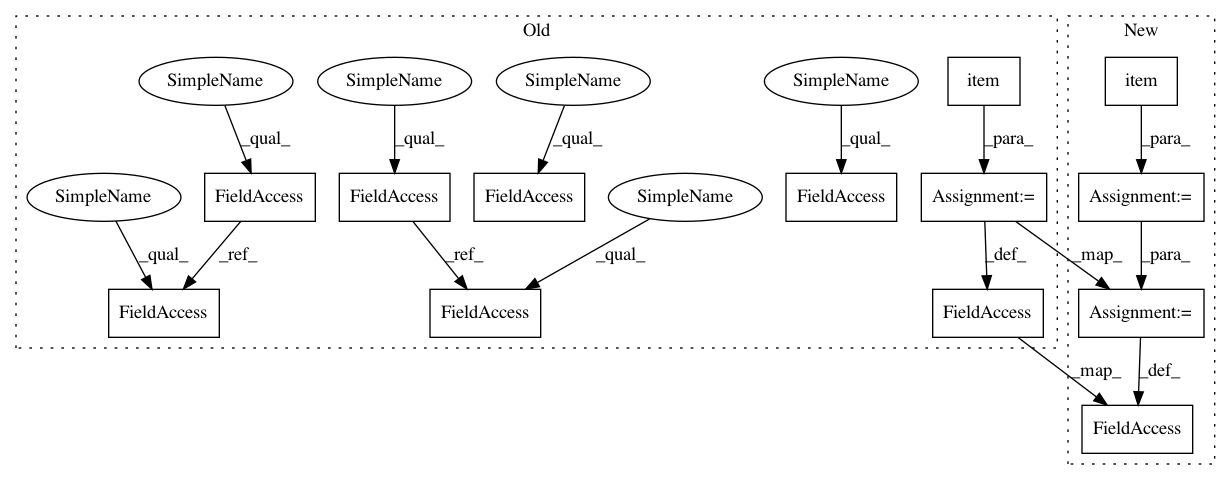 Old
New
SimpleName
SimpleName
SimpleName
SimpleName
item
item
_qual_
_qual_
_qual_
_qual_
_para_
_para_
SimpleName
FieldAccess
FieldAccess
FieldAccess
SimpleName
FieldAccess
Assignment:=
Assignment:=
_qual_
_ref_
_ref_
_qual_
_def_
_map_
_para_
FieldAccess
FieldAccess
FieldAccess
Assignment:=
_map_
_def_
FieldAccess